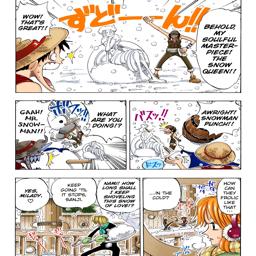 BEHOLD,
MY
SOULFUL
MASTER-
PIECE!
THE
SNOW
QUEEN!!
ずどーーん!!
WOW!
THAT'S
GREAT!!
AWRIGHT!
SNOWMAN
PUNCH!!
バスッ!!
ドスッ
WHAT
ARE YOU
DOING!?
GAAH!
MR.
SNOW-
MAN!!!
HOW
CAN THEY
FROLIC
LIKE
THAT...
...IN THE
COLD?
NAMI! HOW
LONG SHALL I
KEEP
SHOVELING THIS
SNOW OF LOVE!?
KEEP
GOING 'TIL
IT STOPS,
SANJI.
YES,
MILADY.